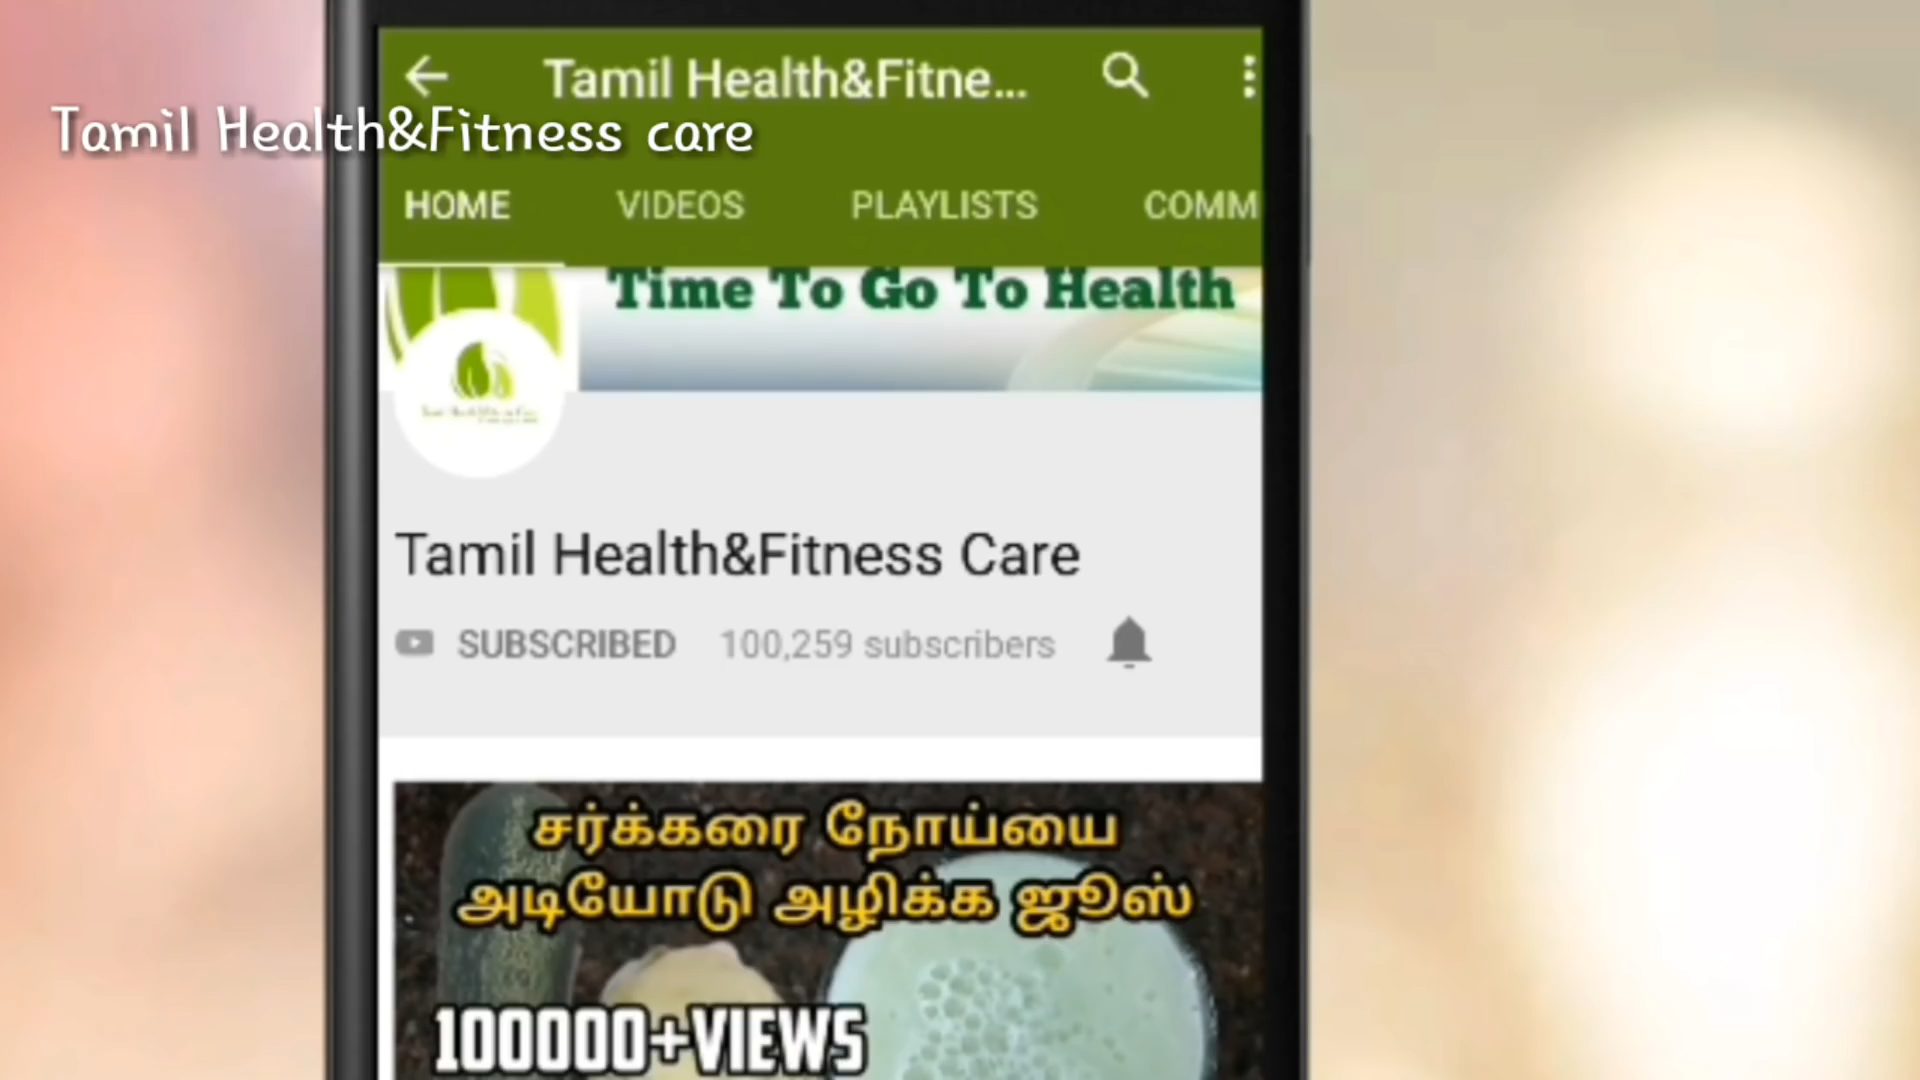 Tamil Health&Fitne...
Tamil Health&Fitness care
HOME VIDEOS PLAYLISTS COMM
Time To Go To Health
Tamil Health&Fitness Care
SUBSCRIBED 100,259 subscribers
சர்க்கரை நோய்யை
அடியோடு அழிக்க ஜூஸ்
100000+VIEWS